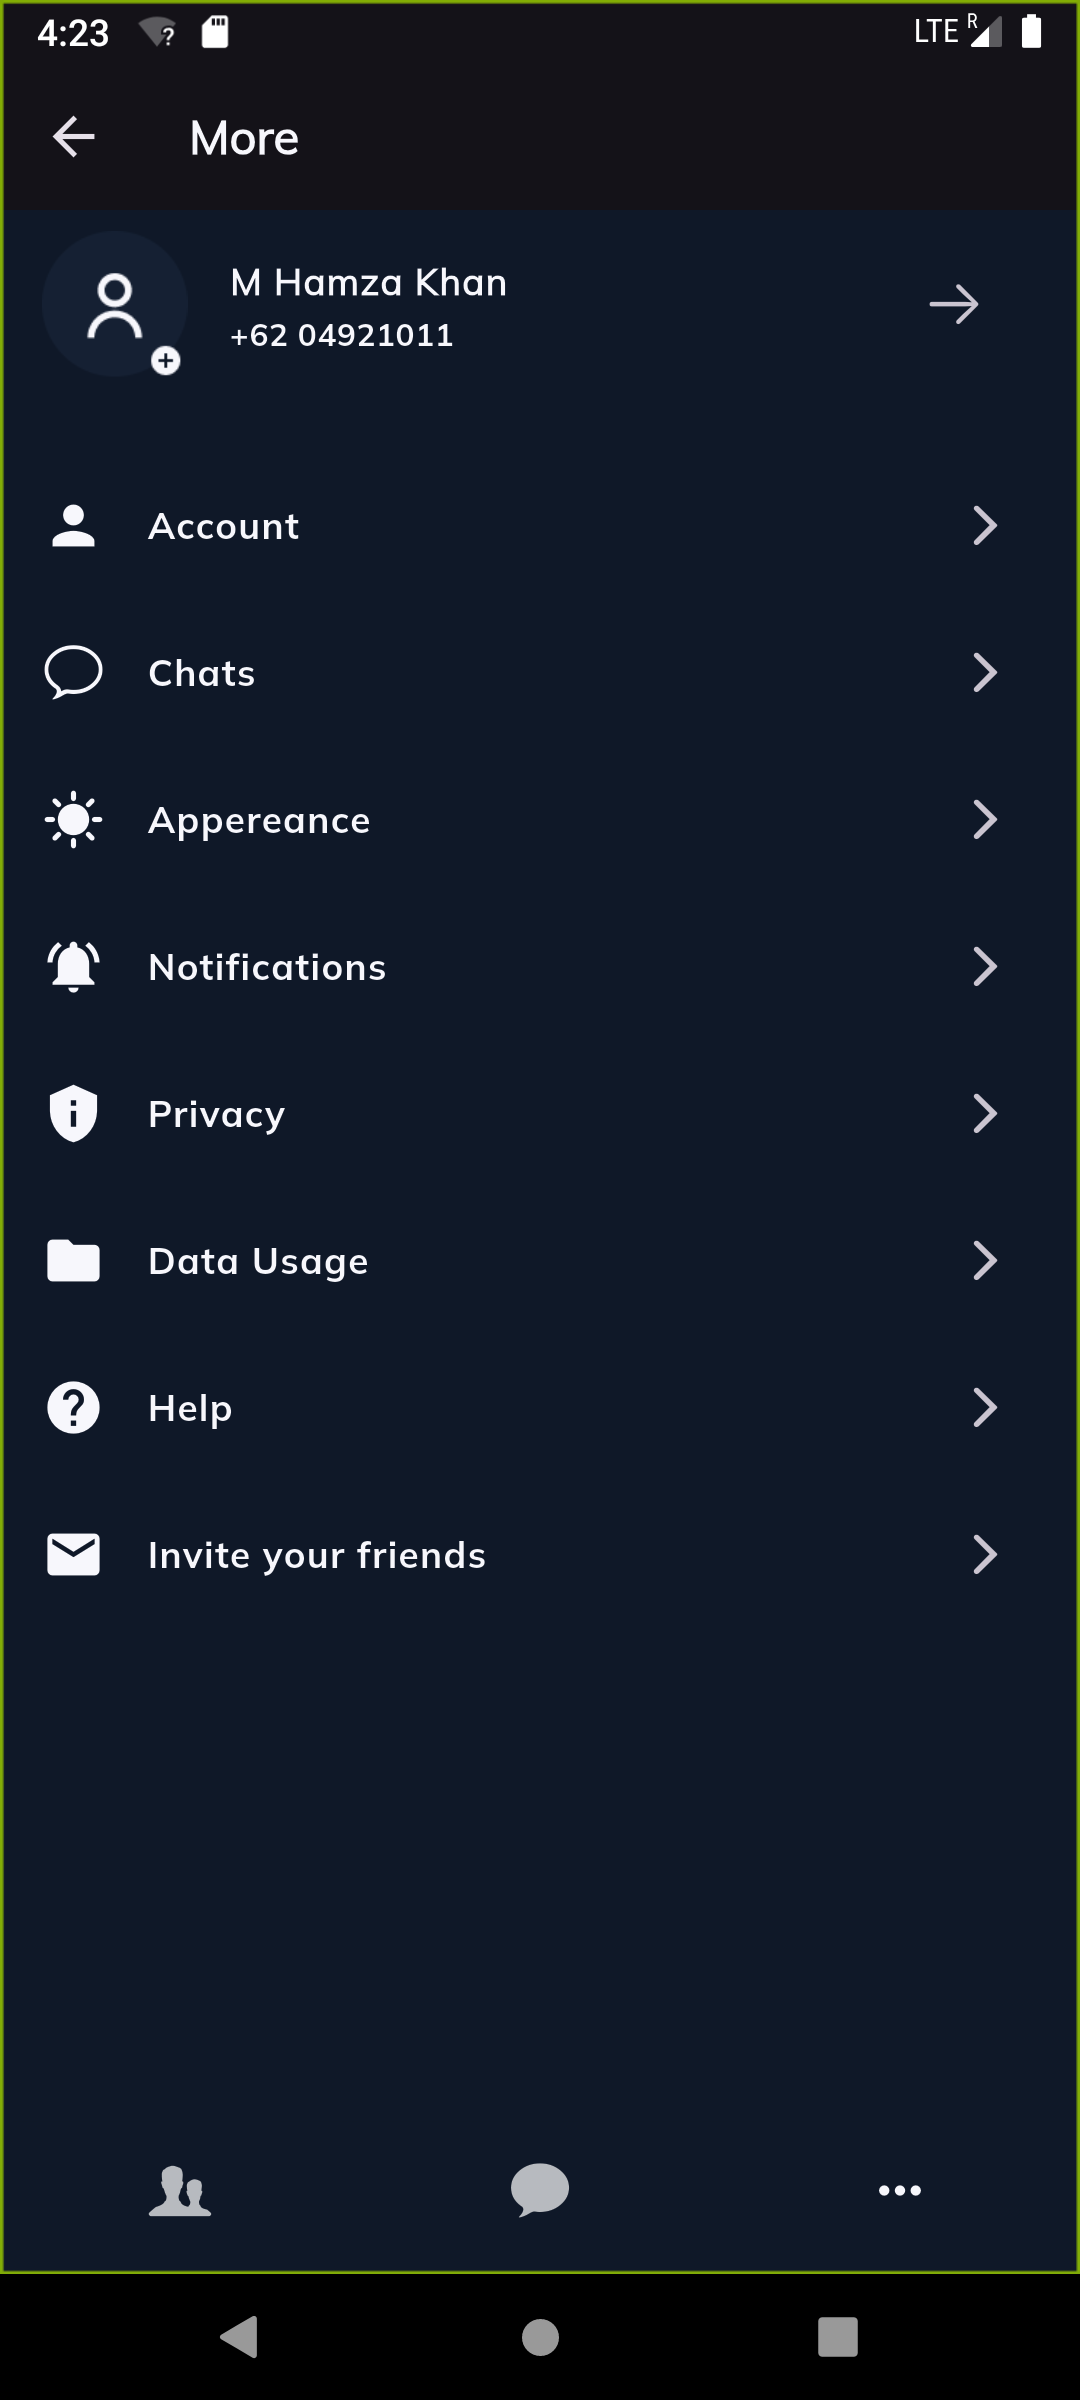 4:23
LTE R
More
M Hamza Khan
+62 04921011
Account
Chats
Appereance
Notifications
Privacy
Data Usage
Help
Invite your friends